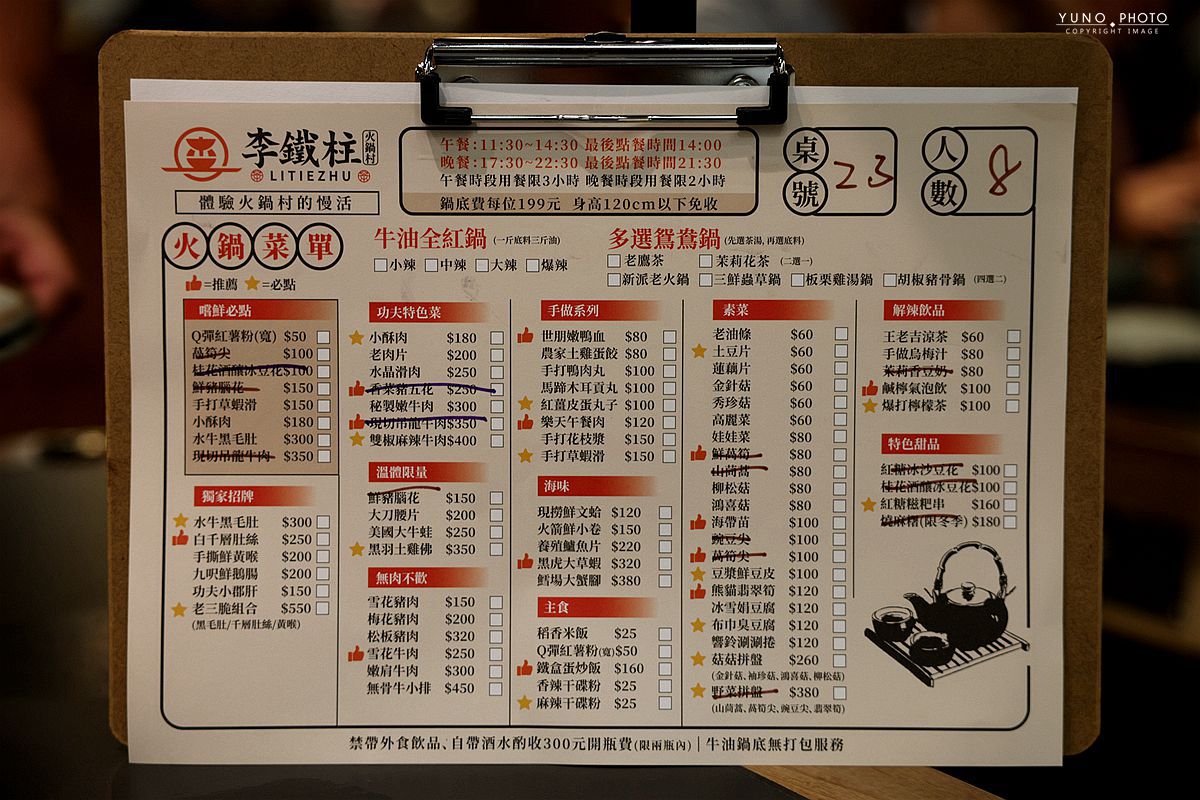 YUNO PHOTO
COPYRIGHT IMAGE
李鐵柱 火鍋村
LITIEZHU
體驗火鍋村的慢活
午餐:11:30~14:30 最後點餐時間14:00
晚餐:17:30~22:30 最後點餐時間21:30
午餐時段用餐限3小時 晚餐時段用餐限2小時
鍋底費每位199元 身高120cm以下免收
桌號 23
人數 8
火鍋菜單
=推薦 =必點
牛油全紅鍋 (一斤底料三斤油)
小辣 中辣 大辣 爆辣
多選鴛鴦鍋 (先選茶湯, 再選底料)
老鷹茶 茉莉花茶 (二選一)
新派老火鍋 三鮮蟲草鍋 板栗雞湯鍋 胡椒豬骨鍋 (四選二)
嚐鮮必點
Q彈紅薯粉(寬) $50
萵筍尖 $100
桂花酒釀冰豆花$100
鮮豬腦花 $150
手打草蝦滑 $150
小酥肉 $180
水牛黑毛肚 $300
現切吊龍牛肉 $350
獨家招牌
水牛黑毛肚 $300
白千層肚絲 $250
手撕鮮黃喉 $200
九呎鮮鵝腸 $200
功夫小郡肝 $150
老三脆組合 $550
(黑毛肚/千層肚絲/黃喉)
功夫特色菜
小酥肉 $180
老肉片 $200
水晶滑肉 $250
香菜豬五花 $250
秘製嫩牛肉 $300
現切吊龍牛肉$350
雙椒麻辣牛肉$400
溫體限量
鮮豬腦花 $150
大刀腰片 $200
美國大牛蛙 $250
黑羽土雞佛 $350
無肉不歡
雪花豬肉 $150
梅花豬肉 $200
松板豬肉 $320
雪花牛肉 $250
嫩肩牛肉 $300
無骨牛小排 $450
手做系列
世朋嫩鴨血 $80
農家土雞蛋餃 $80
手打鴨肉丸 $100
馬蹄木耳貢丸 $100
紅薑皮蛋丸子 $100
樂天午餐肉 $120
手打花枝漿 $150
手打草蝦滑 $150
海味
現撈鮮文蛤 $120
火箭鮮小卷 $150
養殖鱸魚片 $220
黑虎大草蝦 $320
鱈場大蟹腳 $380
主食
稻香米飯 $25
Q彈紅薯粉(寬)$50
鐵盒蛋炒飯 $160
香辣干碟粉 $25
麻辣干碟粉 $25
素菜
老油條 $60
土豆片 $60
蓮藕片 $60
金針菇 $60
秀珍菇 $60
高麗菜 $60
娃娃菜 $80
鮮萵筍 $80
山茼蒿 $80
柳松菇 $80
鴻喜菇 $80
海帶苗 $100
豌豆尖 $100
萵筍尖 $100
豆漿鮮豆皮 $100
熊貓翡翠筍 $120
冰雪娟豆腐 $120
布巾臭豆腐 $120
響鈴涮涮捲 $120
菇菇拼盤 $260
(金針菇、袖珍菇、鴻喜菇、柳松菇)
野菜拼盤 $380
(山茼蒿、萵筍尖、豌豆尖、翡翠筍)
解辣飲品
王老吉涼茶 $60
手做烏梅汁 $80
茉莉香豆奶 $80
鹹檸氣泡飲 $100
爆打檸檬茶 $100
特色甜品
紅糖冰沙豆花 $100
桂花酒釀冰豆花$100
紅糖糍粑串 $160
燒麻糬(限冬季) $180
禁帶外食飲品、自帶酒水酌收300元開瓶費(限兩瓶內) | 牛油鍋底無打包服務